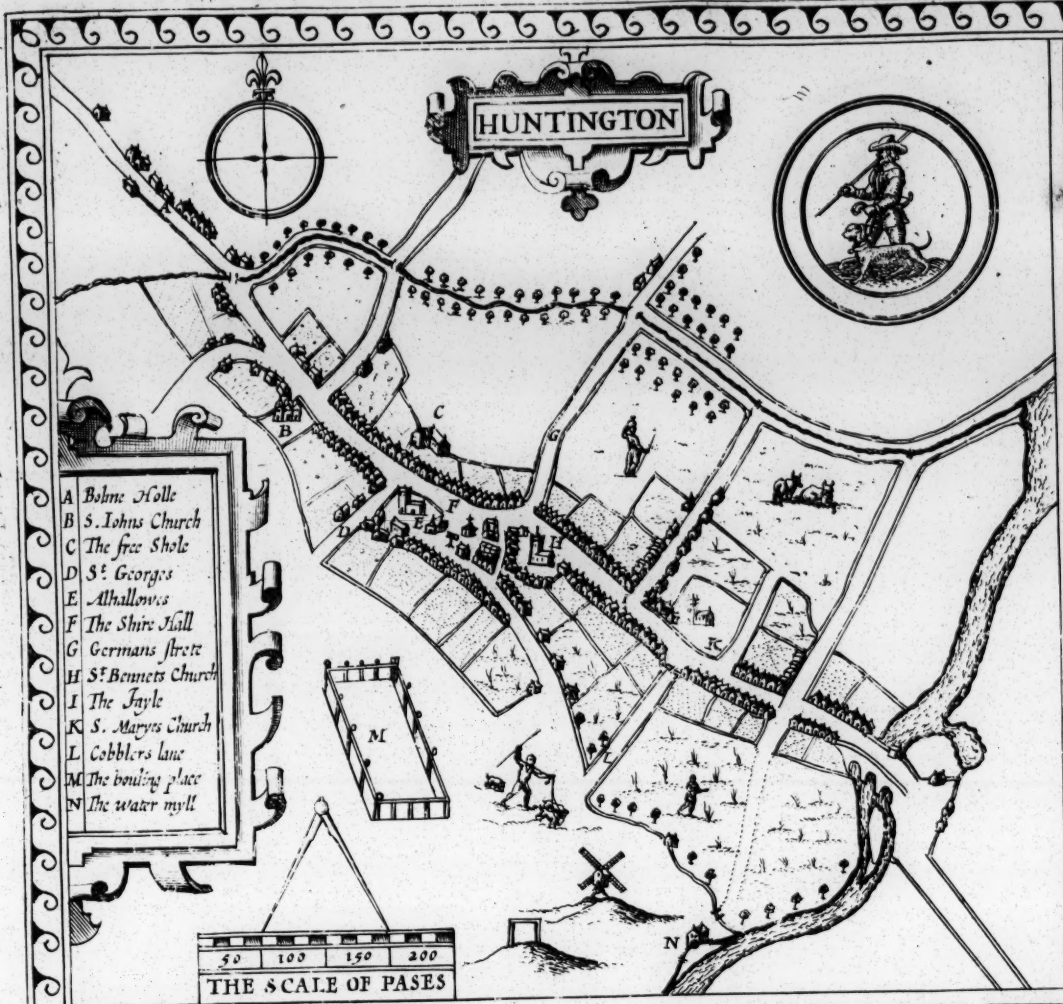 HUNTINGTON
A Bolme Holle
B S. Iohns Church
C The free Shole
D St. Georges
E Alhallowes
F The Shire Hall
G Germans strete
H St Bennets Church
I The Jayle
K S. Maryes Church
L Cobblers lane
M The bouling place
N The water myll
A
B
C
G
F
D
E
H
I
K
M
L
N
50 100 150 200
THE SCALE OF PASES